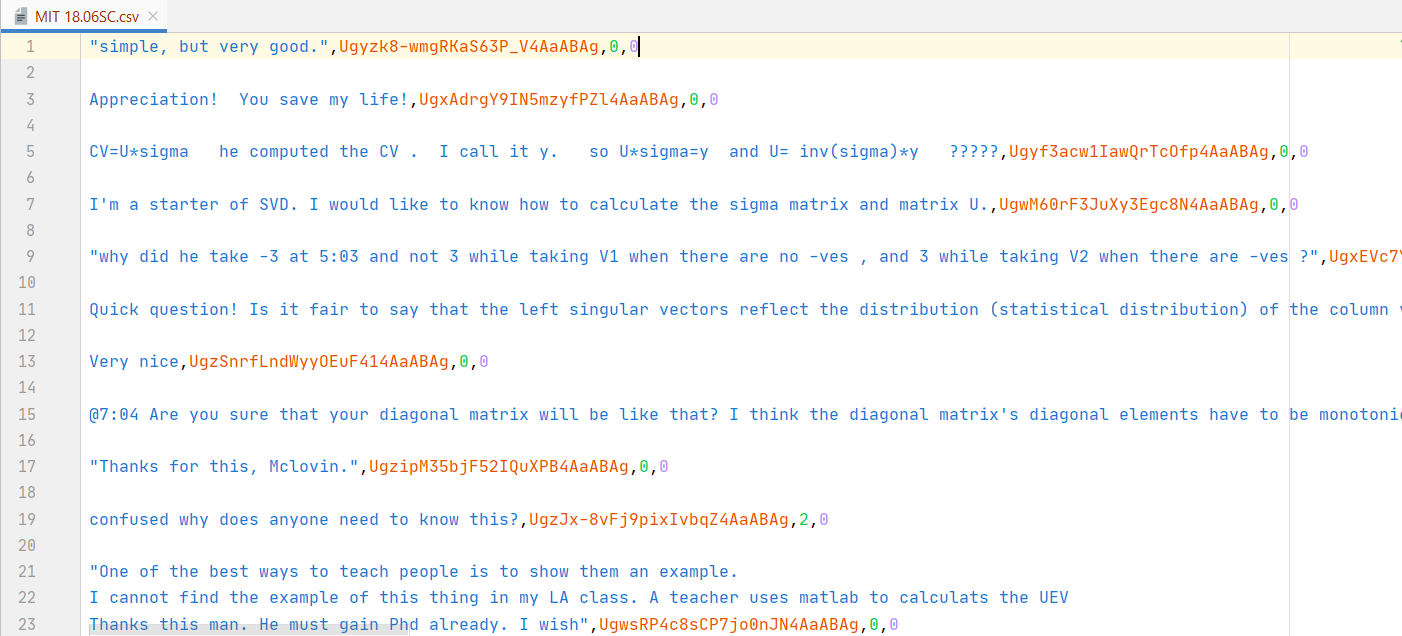 MIT 18.06SC.csv
1 "simple, but very good.",Ugyzk8-wmgRKaS63P_V4AaABAg,0,0
2
3 Appreciation!  You save my life!,UgxAdrgY9IN5mzyfPZl4AaABAg,0,0
4
5 CV=U*sigma   he computed the CV .  I call it y.   so U*sigma=y  and U= inv(sigma)*y   ?????,Ugyf3acw1IawQrTcOfp4AaABAg,0,0
6
7 I'm a starter of SVD. I would like to know how to calculate the sigma matrix and matrix U.,UgwM60rF3JuXy3Egc8N4AaABAg,0,0
8
9 "why did he take -3 at 5:03 and not 3 while taking V1 when there are no -ves , and 3 while taking V2 when there are -ves ?",UgxEVc7Y
10
11 Quick question! Is it fair to say that the left singular vectors reflect the distribution (statistical distribution) of the column
12
13 Very nice,UgzSnrfLndWyyOEuF414AaABAg,0,0
14
15 @7:04 Are you sure that your diagonal matrix will be like that? I think the diagonal matrix's diagonal elements have to be monotonic
16
17 "Thanks for this, Mclovin.",UgzipM35bjF52IQuXPB4AaABAg,0,0
18
19 confused why does anyone need to know this?,UgzJx-8vFj9pixIvbqZ4AaABAg,2,0
20
21 "One of the best ways to teach people is to show them an example.
22 I cannot find the example of this thing in my LA class. A teacher uses matlab to calculats the UEV
23 Thanks this man. He must gain Phd already. I wish",UgwsRP4c8sCP7jo0nJN4AaABAg,0,0